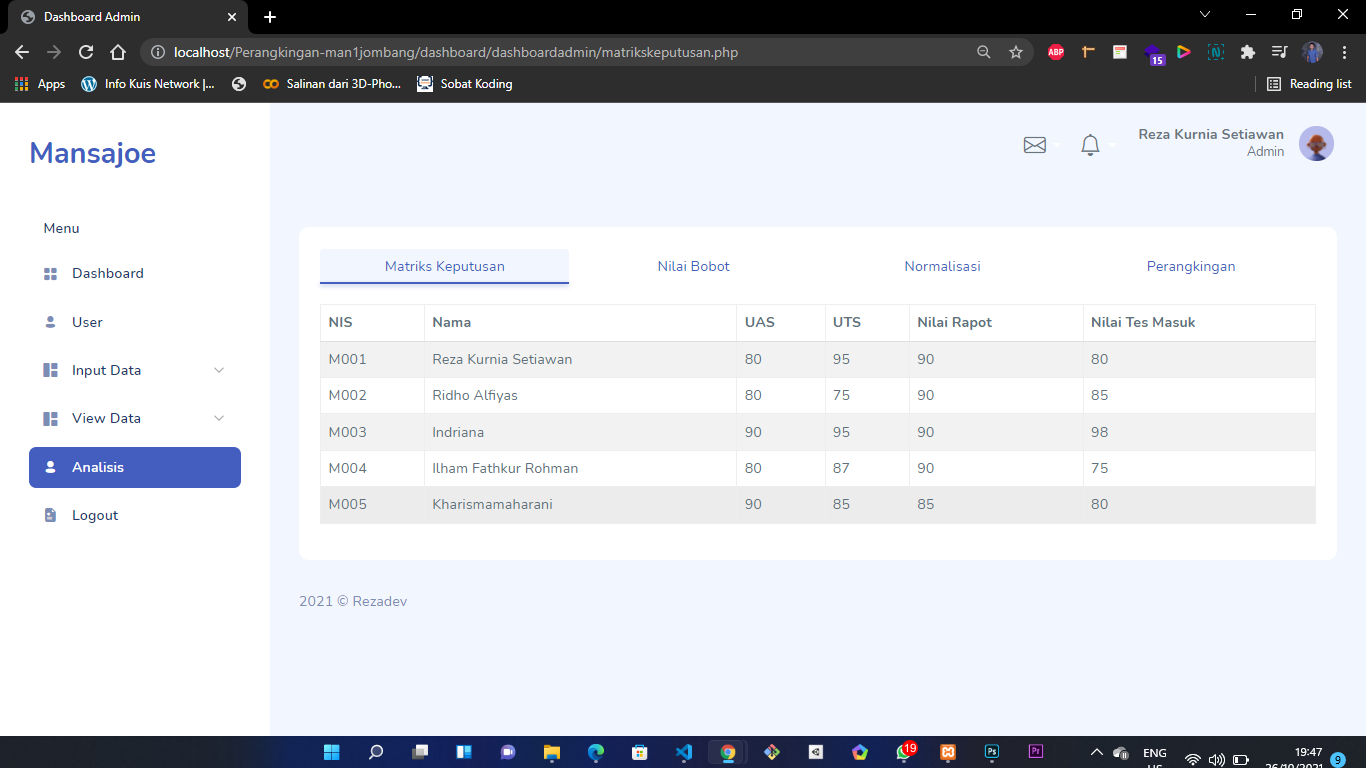 Dashboard Admin
localhost/Perangkingan-man1jombang/dashboard/dashboardadmin/matrikskeputusan.php
ABP
15
N
Apps
Info Kuis Network |...
Salinan dari 3D-Pho...
Sobat Koding
Reading list
Mansajoe
Reza Kurnia Setiawan
Admin
Menu
Dashboard
User
Input Data
View Data
Analisis
Logout
Matriks Keputusan Nilai Bobot Normalisasi Perangkingan
NIS Nama UAS UTS Nilai Rapot Nilai Tes Masuk
M001 Reza Kurnia Setiawan 80 95 90 80
M002 Ridho Alfiyas 80 75 90 85
M003 Indriana 90 95 90 98
M004 Ilham Fathkur Rohman 80 87 90 75
M005 Kharismamaharani 90 85 85 80
2021 © Rezadev
19
Ps
Pr
ENG
US
19:47
26/10/2021
9